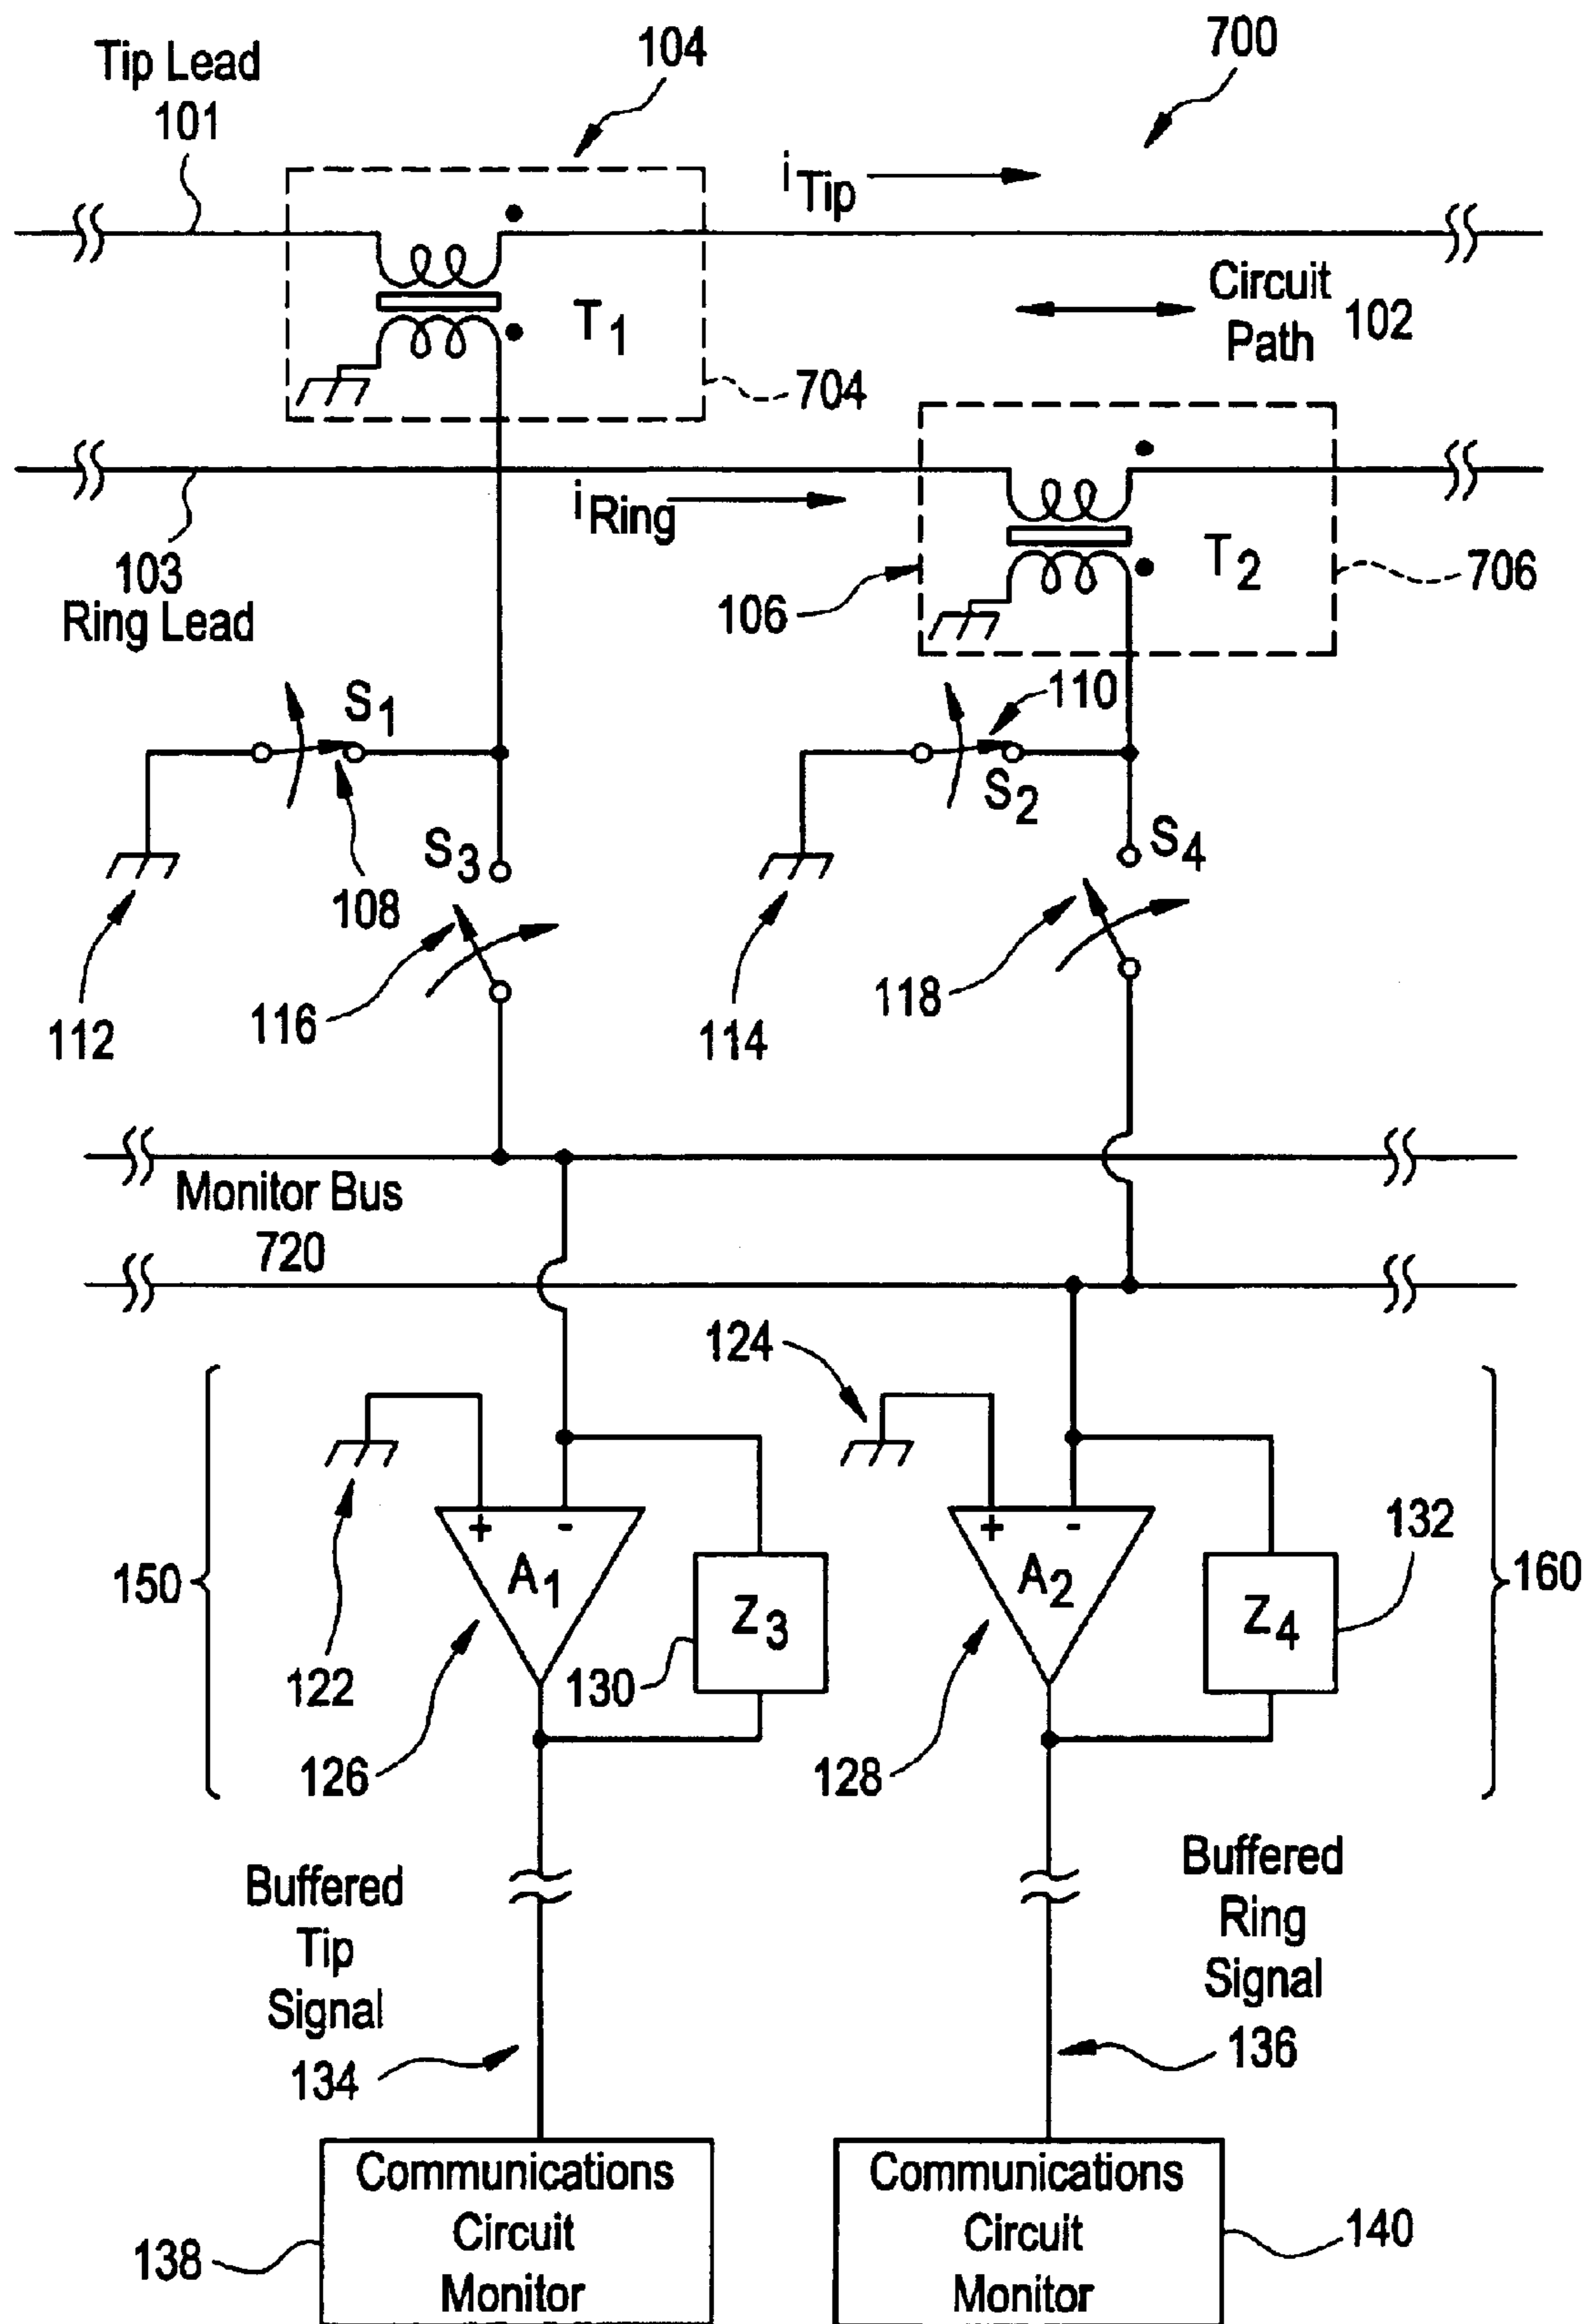 700
Tip Lead
101
104
i Tip
T1
Circuit
Path 102
704
i Ring
103
Ring Lead
106
T2
706
S1
110
S2
S3
108
S4
112
116
114
118
Monitor Bus
720
124
150
+ -
A1
Z3
+ -
A2
Z4
132
160
122
130
126
128
Buffered
Tip
Signal
134
Buffered
Ring
Signal
136
Communications
Circuit
Monitor
138
Communications
Circuit
Monitor
140